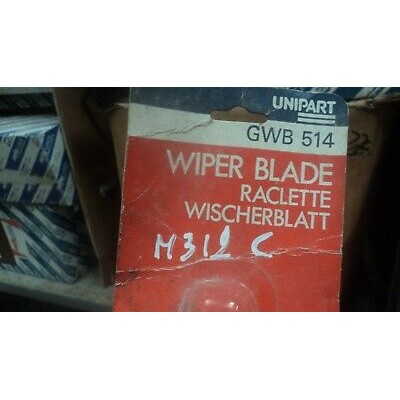 UNIPART
GWB 514
WIPER BLADE
RACLETTE
WISCHERBLATT
M312 C